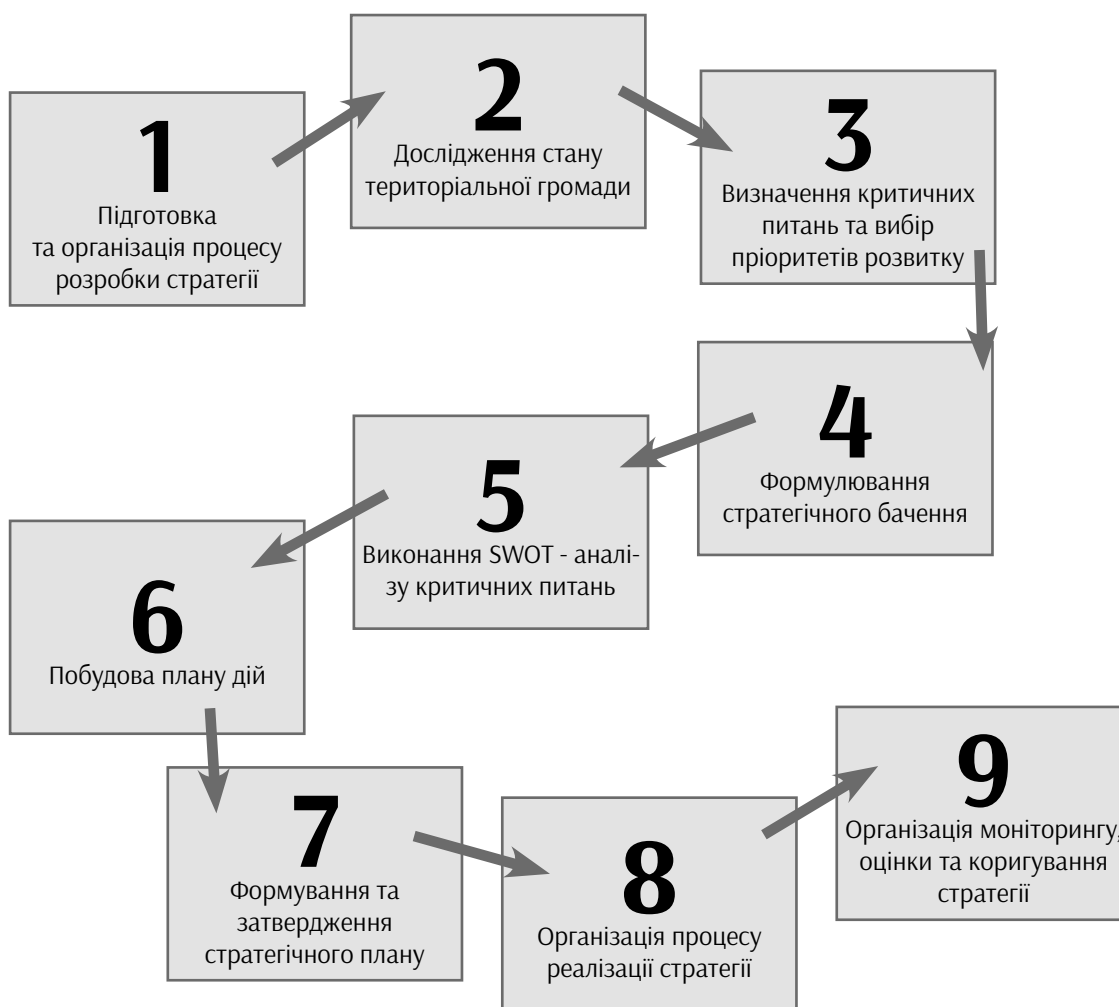 1
Підготовка
та організація процесу
розробки стратегії
2
Дослідження стану
територіальної громади
3
Визначення критичних
питань та вибір
пріоритетів розвитку
4
Формулювання
стратегічного бачення
5
Виконання SWOT - аналі-
зу критичних питань
6
Побудова плану дій
7
Формування та
затвердження
стратегічного плану
8
Організація процесу
реалізації стратегії
9
Організація моніторингу,
оцінки та коригування
стратегії